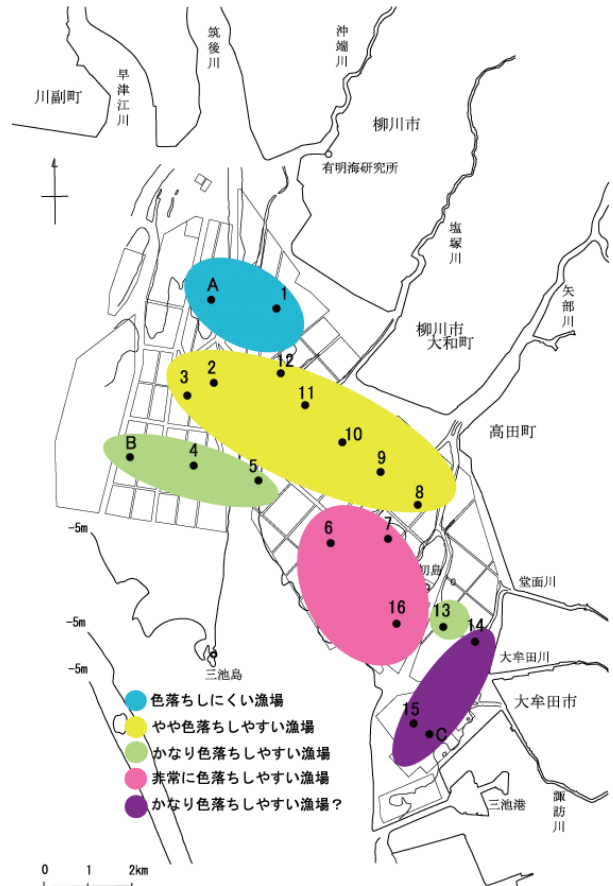 沖端川
筑後川
早津江川
川副町
柳川市
有明海研究所
塩塚川
矢部川
柳川市
大和町
高田町
A
1
12
2
3
11
10
9
8
B
4
5
-5m
6
7
初島
堂面川
13
14
16
-5m
大牟田川
三池島
-5m
大牟田市
15
C
色落ちしにくい漁場
やや色落ちしやすい漁場
かなり色落ちしやすい漁場
非常に色落ちしやすい漁場
かなり色落ちしやすい漁場？
三池港
諏訪川
0 1 2km